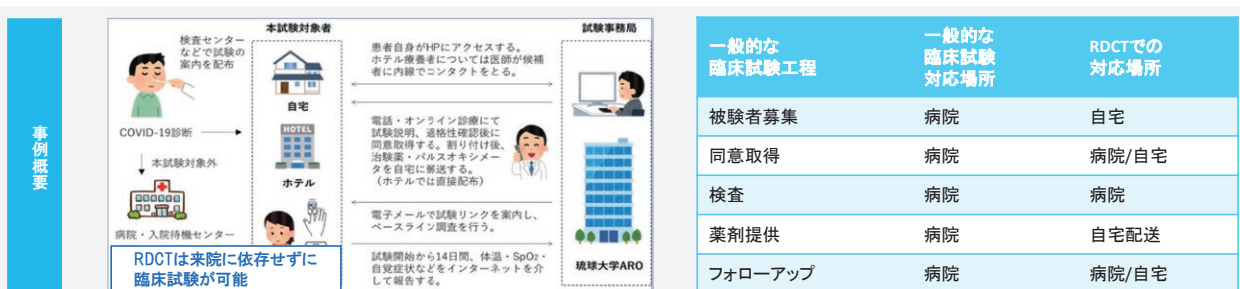 事例概要
本試験対象者
試験事務局
検査センター
などで試験の
案内を配布
COVID-19診断
本試験対象外
病院・入院待機センター
自宅
HOTEL
ホテル
患者自身がHPにアクセスする。
ホテル療養者については医師が候補
者に内線でコンタクトをとる。
電話・オンライン診療にて
試験説明、適格性確認後に
同意取得する。割り付け後、
治験薬・パルスオキシメー
タを自宅に郵送する。
（ホテルでは直接配布）
電子メールで試験リンクを案内し、
ベースライン調査を行う。
試験開始から14日間、体温・SpO₂・
自覚症状などをインターネットを介
して報告する。
琉球大学ARO
RDCTは来院に依存せずに
臨床試験が可能
一般的な
臨床試験工程
一般的な
臨床試験
対応場所
RDCTでの
対応場所
被験者募集 病院 自宅
同意取得 病院 病院/自宅
検査 病院 病院
薬剤提供 病院 自宅配送
フォローアップ 病院 病院/自宅